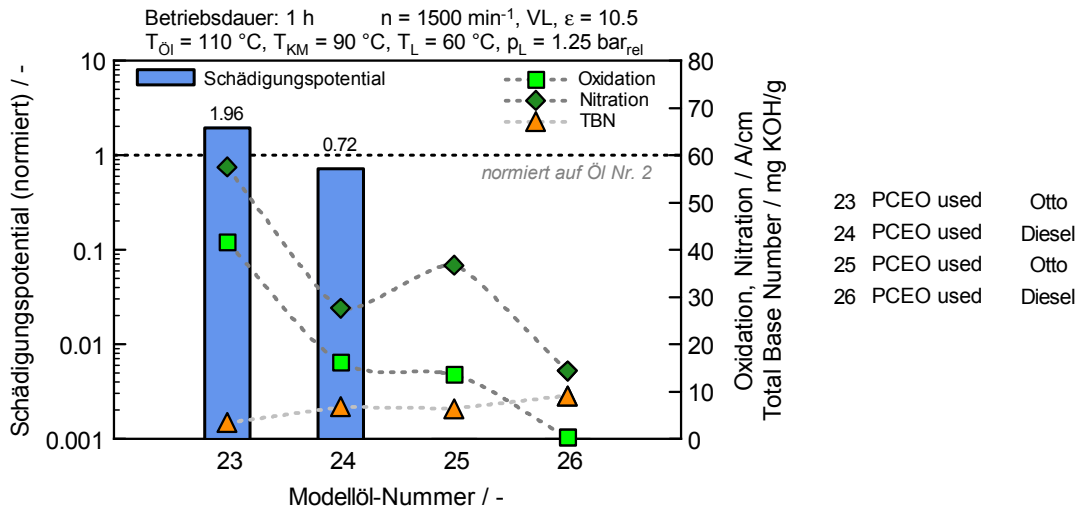 Betriebsdauer: 1 h n = 1500 min⁻¹, VL, ε = 10.5
T_Öl = 110 °C, T_KM = 90 °C, T_L = 60 °C, p_L = 1.25 bar_rel
Schädigungspotential (normiert) / -
10
1
0.1
0.01
0.001
Schädigungspotential
Oxidation
Nitration
TBN
1.96
0.72
normiert auf Öl Nr. 2
80
70
60
50
40
30
20
10
0
Oxidation, Nitration / A/cm
Total Base Number / mg KOH/g
23 24 25 26
Modellöl-Nummer / -
23 PCEO used Otto
24 PCEO used Diesel
25 PCEO used Otto
26 PCEO used Diesel